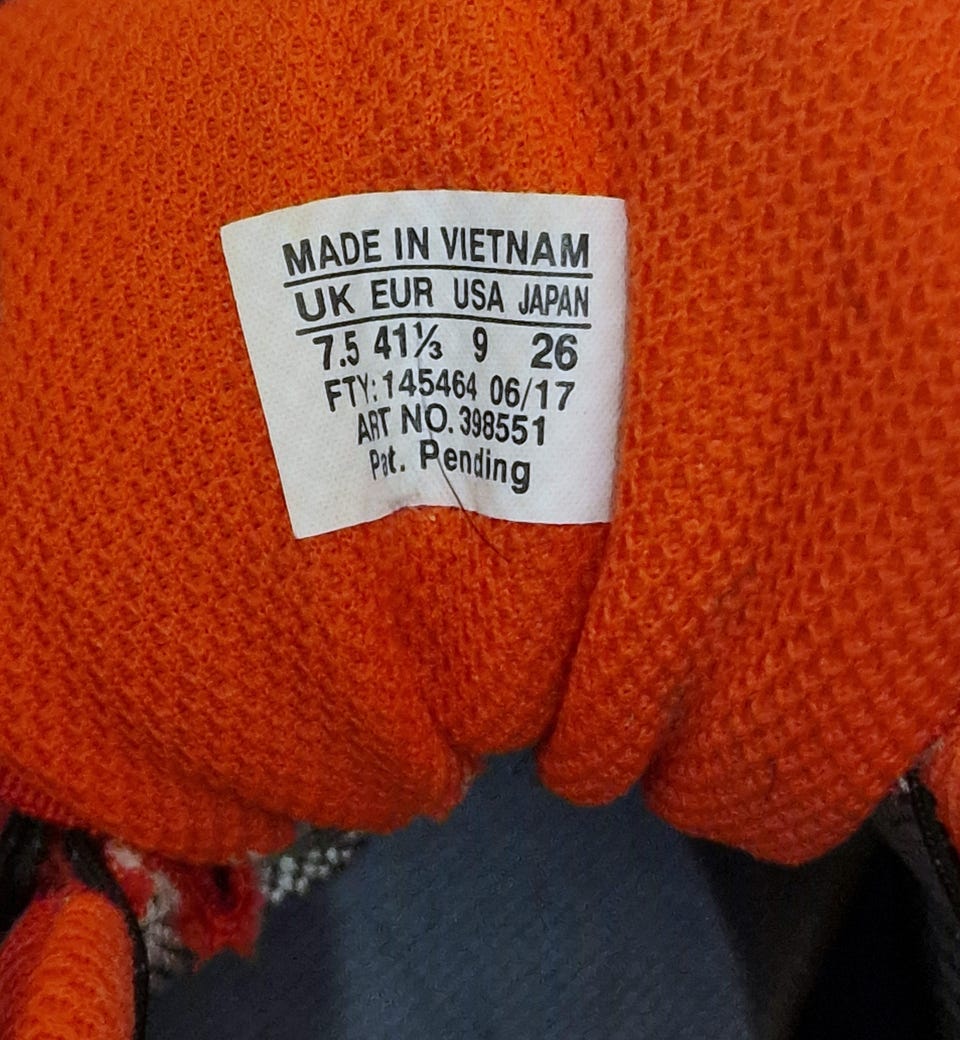 MADE IN VIETNAM
UK EUR USA JAPAN
7.5 41⅓ 9 26
FTY: 145464 06/17
ART NO. 398551
Pat. Pending